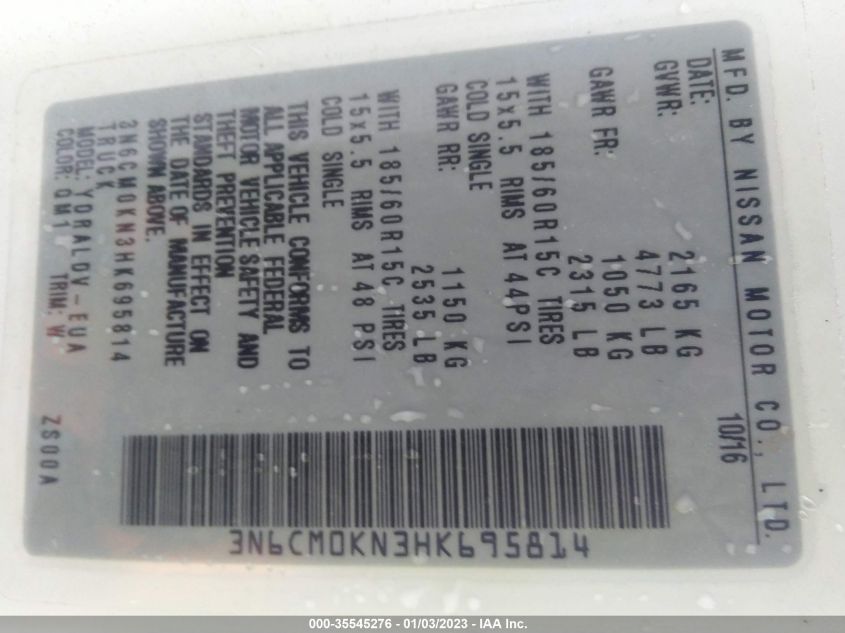 MFD. BY NISSAN MOTOR CO., LTD.
DATE: 10/16
GVWR: 2165 KG
4773 LB
GAWR FR: 1050 KG
2315 LB
WITH 185/60R15C TIRES
15x5.5 RIMS AT 44PSI
COLD SINGLE
GAWR RR: 1150 KG
2535 LB
WITH 185/60R15C TIRES
15x5.5 RIMS AT 48 PSI
COLD SINGLE
THIS VEHICLE CONFORMS TO
ALL APPLICABLE FEDERAL
MOTOR VEHICLE SAFETY AND
THEFT PREVENTION
STANDARDS IN EFFECT ON
THE DATE OF MANUFACTURE
SHOWN ABOVE.
3N6CM0KN3HK695814
TRUCK
MODEL: YDRALDV-EUA
COLOR: QM1 TRIM: W ZS00A
3N6CM0KN3HK695814
000-35545276 - 01/03/2023 - IAA Inc.